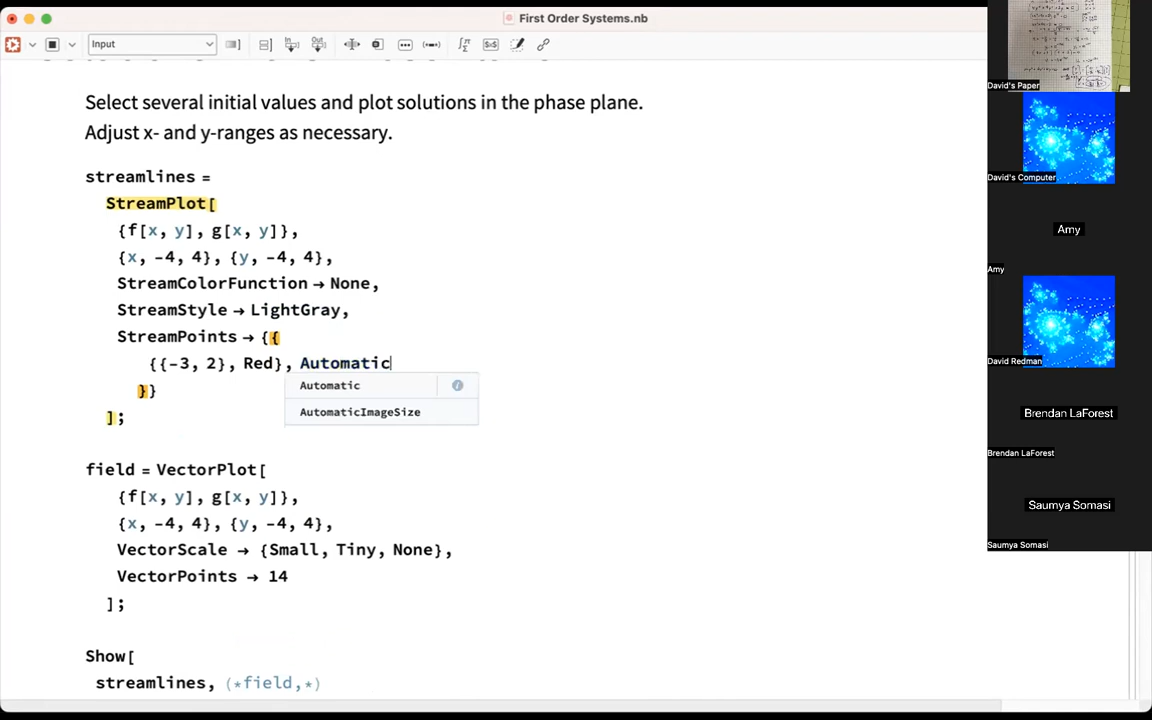 First Order Systems.nb
Input
Select several initial values and plot solutions in the phase plane.
Adjust x- and y-ranges as necessary.
streamlines =
StreamPlot[
{f[x, y], g[x, y]},
{x, -4, 4}, {y, -4, 4},
StreamColorFunction → None,
StreamStyle → LightGray,
StreamPoints → {{
{{-3, 2}, Red}, Automatic
}}
Automatic
AutomaticImageSize
];
field = VectorPlot[
{f[x, y], g[x, y]},
{x, -4, 4}, {y, -4, 4},
VectorScale → {Small, Tiny, None},
VectorPoints → 14
];
Show[
streamlines, (*field,*)
David's Paper
David's Computer
Amy
Amy
David Redman
Brendan LaForest
Brendan LaForest
Saumya Somasi
Saumya Somasi